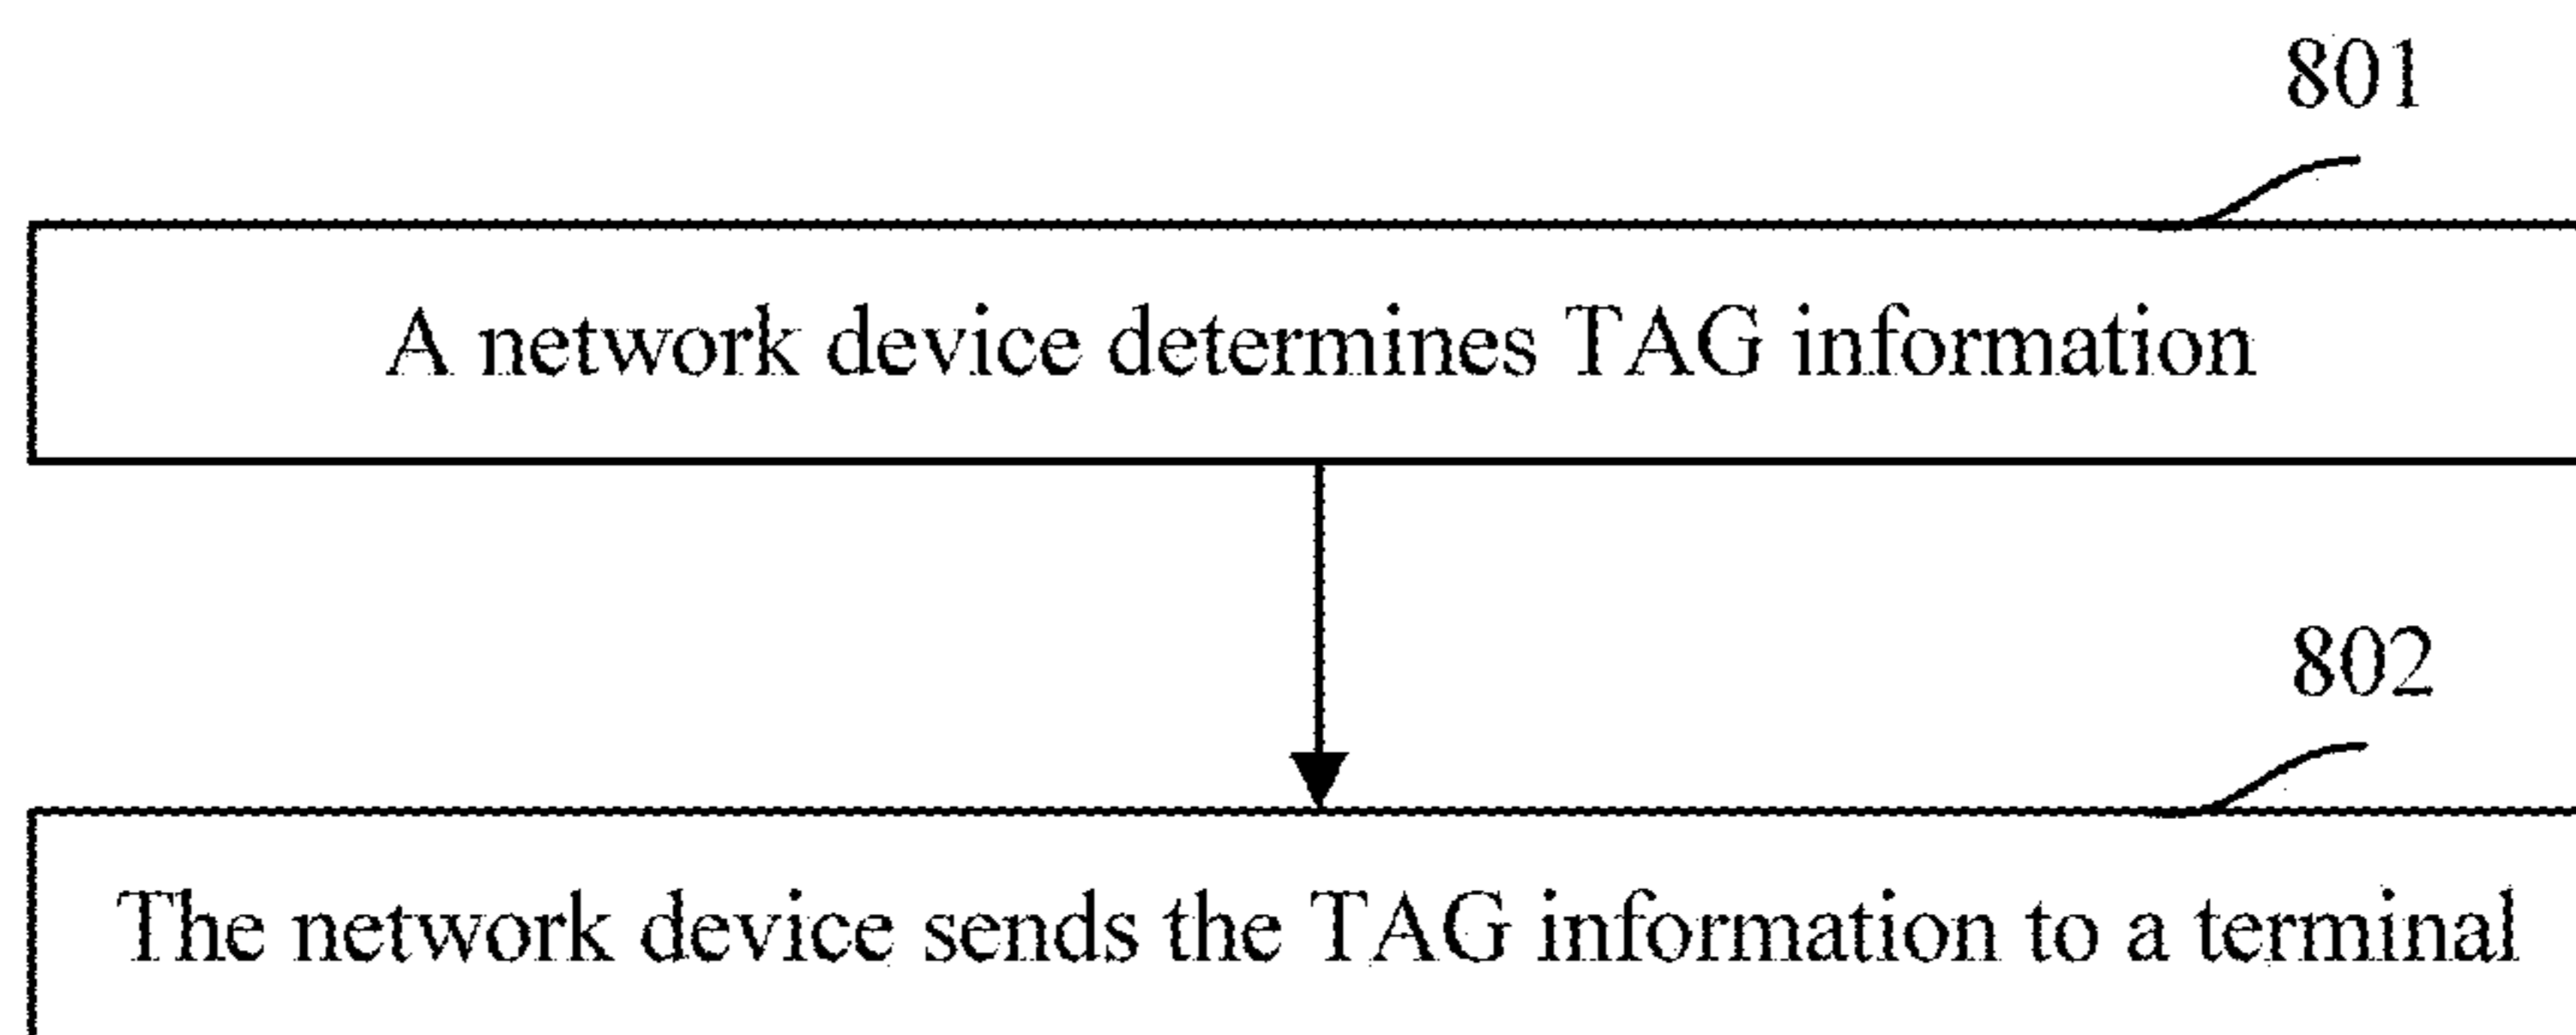 801
A network device determines TAG information
802
The network device sends the TAG information to a terminal